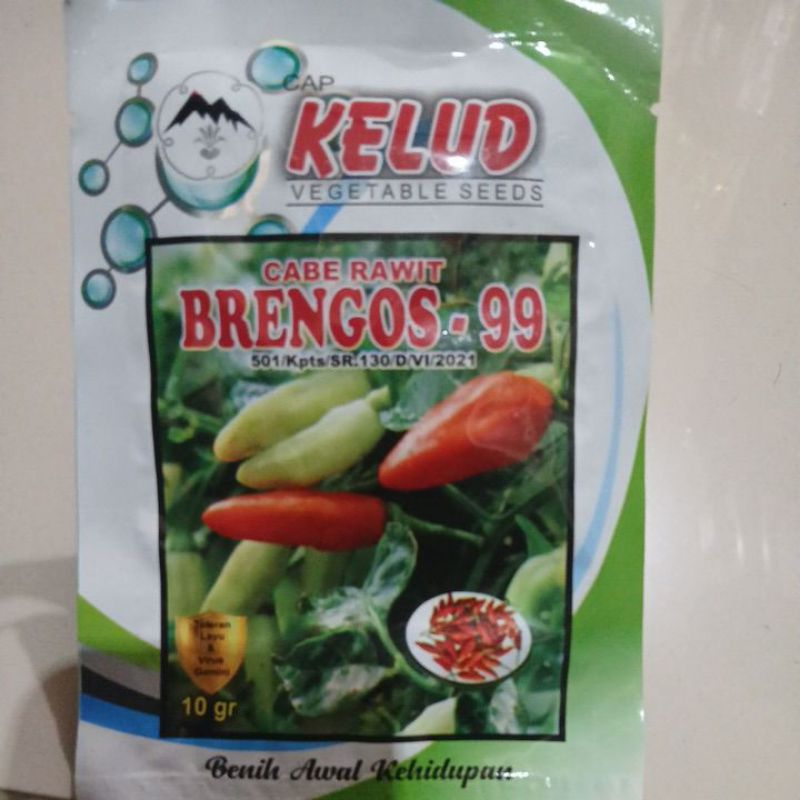 CAP
KELUD
VEGETABLE SEEDS
CABE RAWIT
BRENGOS - 99
501/Kpts/SR.130/D/VI/2021
Toleran
Layu
&
Virus
Gemini
10 gr
Benih Awal Kehidupan